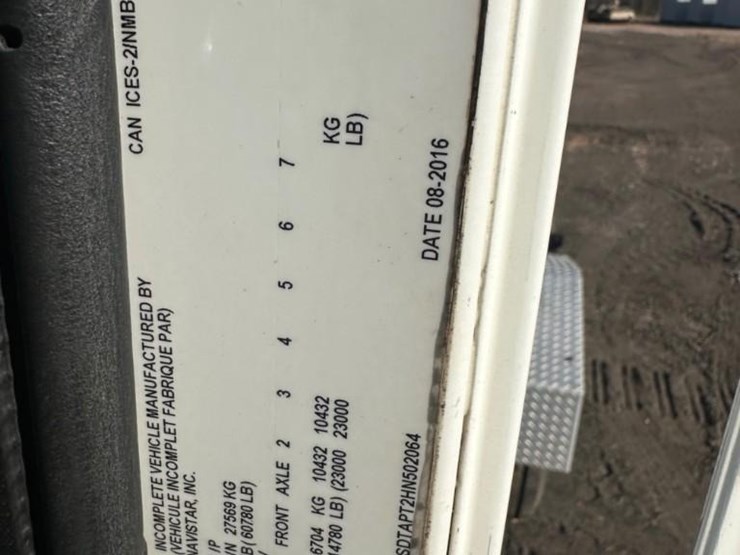 INCOMPLETE VEHICLE MANUFACTURED BY CAN ICES-2/NMB
(VEHICULE INCOMPLET FABRIQUE PAR)
NAVISTAR, INC.
IP
27569 KG
(60780 LB)
FRONT AXLE 2 3 4 5 6 7
6704 KG 10432 10432 KG
14780 LB) (23000 23000 LB)
DATE 08-2016
SDTAPT2HN502064